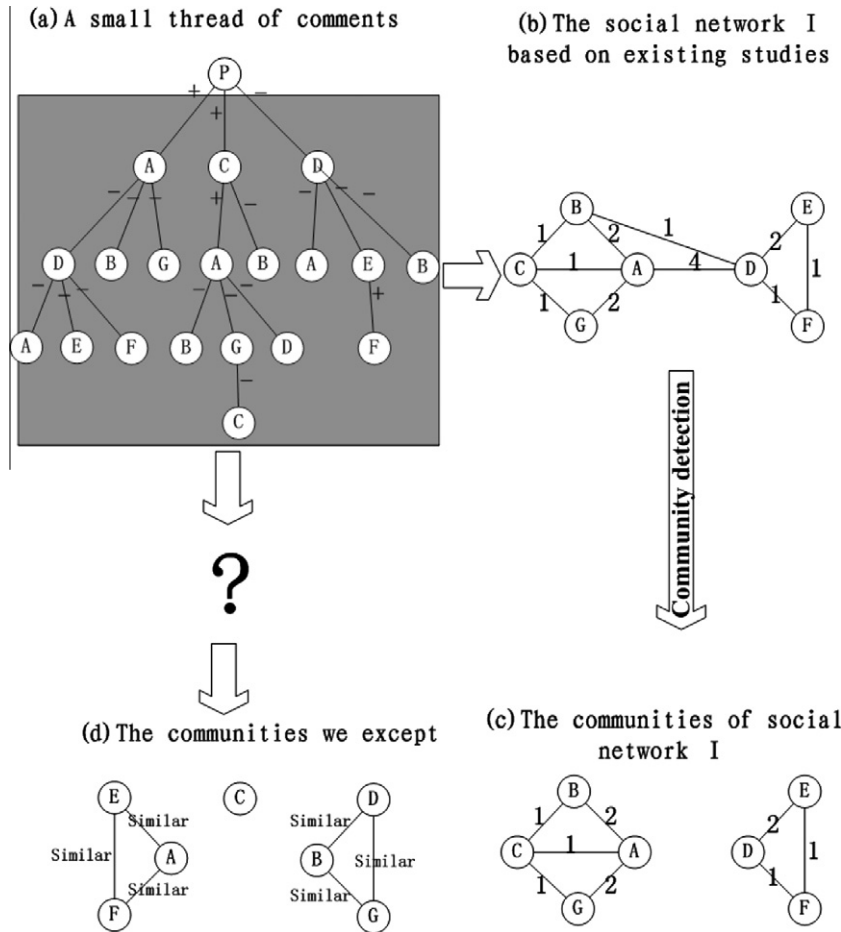 (a)A small thread of comments
(b)The social network I
based on existing studies
P
+ + −
A C D
− − − + − − − −
D B G A B A E B
− − − − − − +
A E F B G D F
−
C
B E
1 2 1 2
C 1 A 4 D 1
1 2 1
G F
Community detection
?
(d)The communities we except
(c)The communities of social
network I
E C D
Similar Similar
Similar A B Similar
Similar Similar
F G
B E
1 2 2
C 1 A D 1
1 2 1
G F